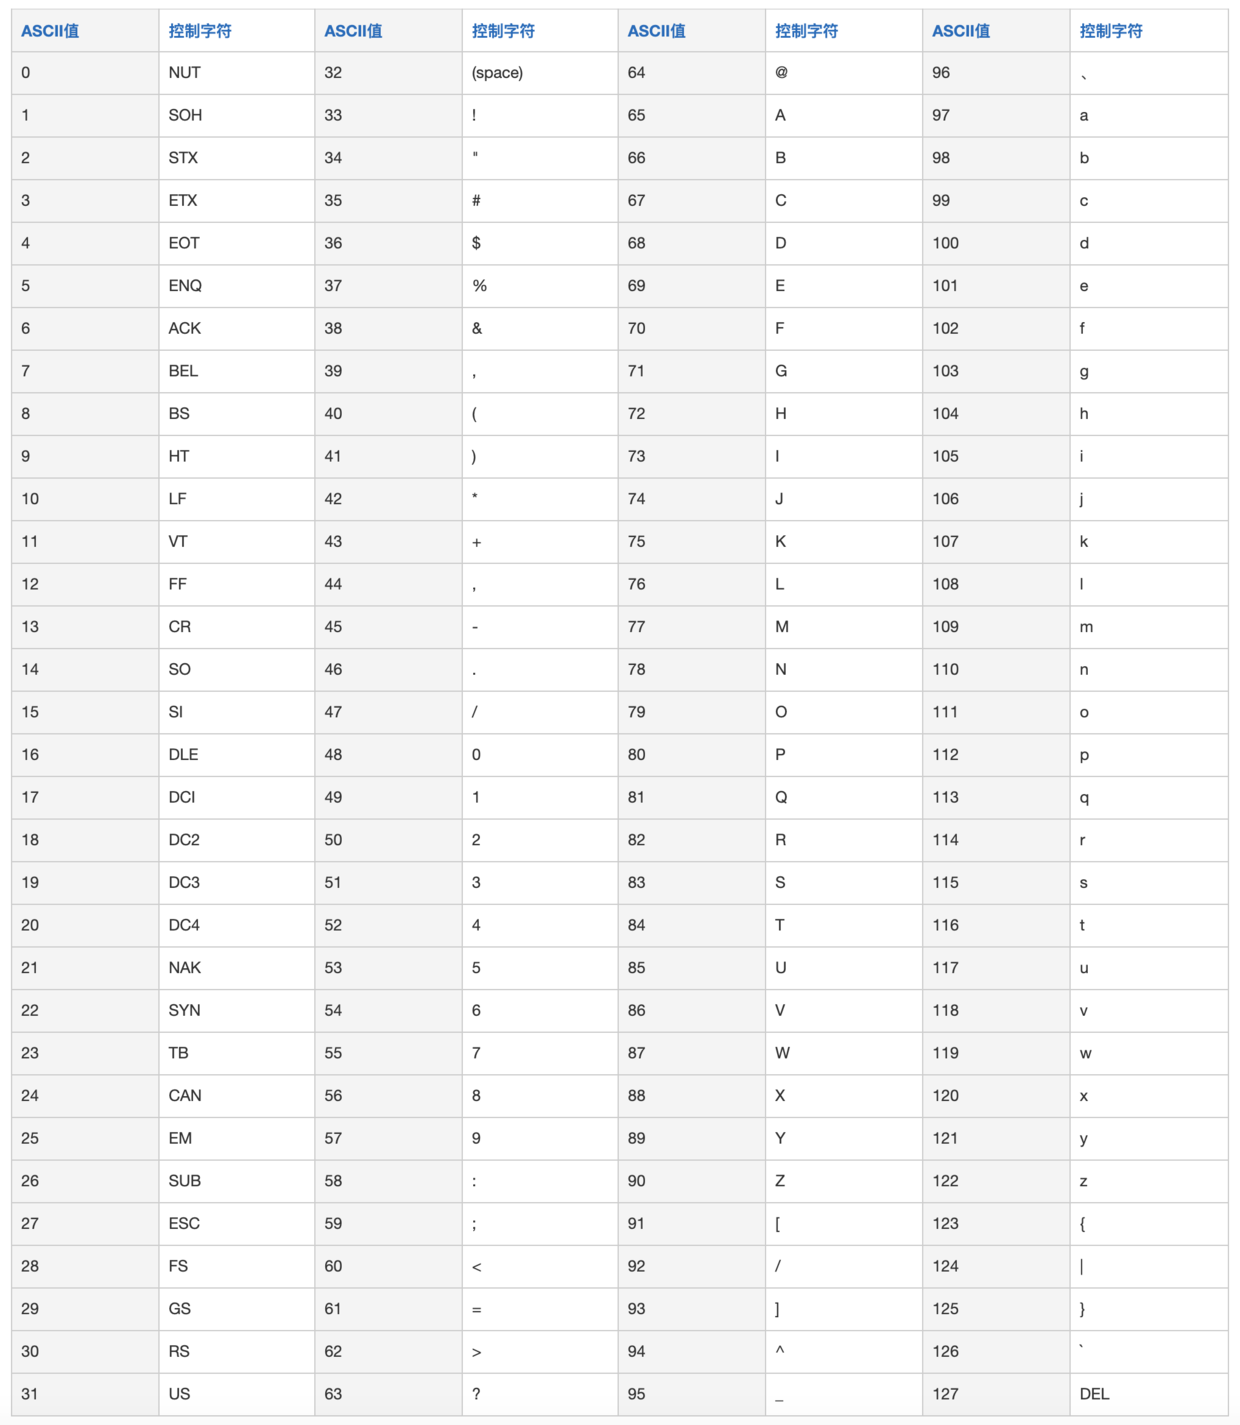 ASCII值 控制字符 ASCII值 控制字符 ASCII值 控制字符 ASCII值 控制字符
0 NUT 32 (space) 64 @ 96 、
1 SOH 33 ! 65 A 97 a
2 STX 34 " 66 B 98 b
3 ETX 35 # 67 C 99 c
4 EOT 36 $ 68 D 100 d
5 ENQ 37 % 69 E 101 e
6 ACK 38 & 70 F 102 f
7 BEL 39 , 71 G 103 g
8 BS 40 ( 72 H 104 h
9 HT 41 ) 73 I 105 i
10 LF 42 * 74 J 106 j
11 VT 43 + 75 K 107 k
12 FF 44 , 76 L 108 l
13 CR 45 - 77 M 109 m
14 SO 46 . 78 N 110 n
15 SI 47 / 79 O 111 o
16 DLE 48 0 80 P 112 p
17 DCI 49 1 81 Q 113 q
18 DC2 50 2 82 R 114 r
19 DC3 51 3 83 S 115 s
20 DC4 52 4 84 T 116 t
21 NAK 53 5 85 U 117 u
22 SYN 54 6 86 V 118 v
23 TB 55 7 87 W 119 w
24 CAN 56 8 88 X 120 x
25 EM 57 9 89 Y 121 y
26 SUB 58 : 90 Z 122 z
27 ESC 59 ; 91 [ 123 {
28 FS 60 < 92 / 124 |
29 GS 61 = 93 ] 125 }
30 RS 62 > 94 ^ 126 `
31 US 63 ? 95 _ 127 DEL